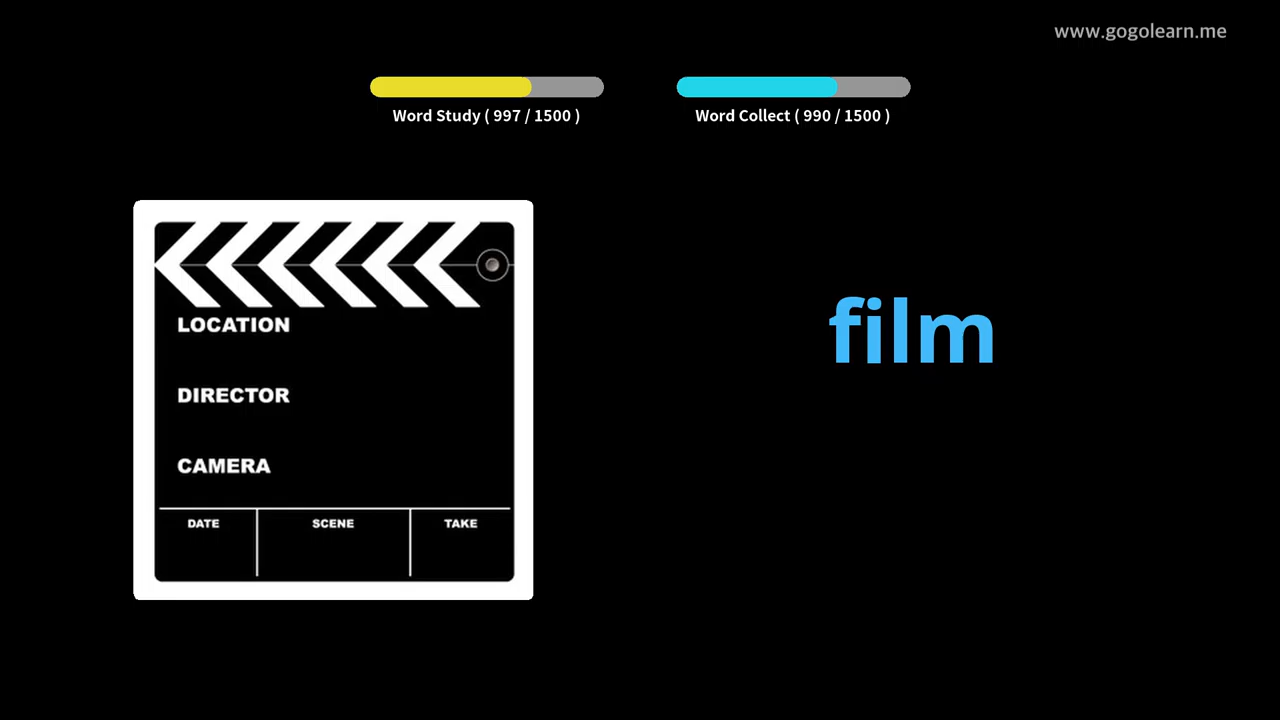 www.gogolearn.me
Word Study ( 997 / 1500 )
Word Collect ( 990 / 1500 )
LOCATION
DIRECTOR
CAMERA
DATE
SCENE
TAKE
film